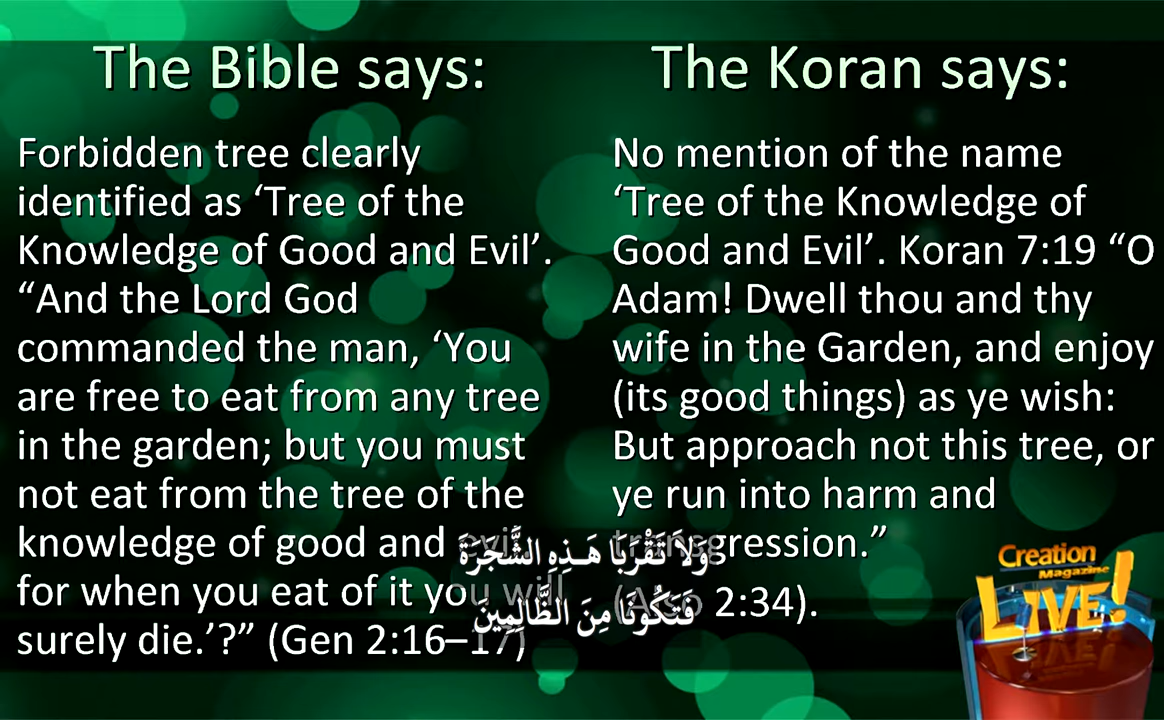 The Bible says:
Forbidden tree clearly
identified as ‘Tree of the
Knowledge of Good and Evil’.
“And the Lord God
commanded the man, ‘You
are free to eat from any tree
in the garden; but you must
not eat from the tree of the
knowledge of good and
for when you eat of it you will
surely die.’?” (Gen 2:16–17)
The Koran says:
No mention of the name
‘Tree of the Knowledge of
Good and Evil’. Koran 7:19 “O
Adam! Dwell thou and thy
wife in the Garden, and enjoy
(its good things) as ye wish:
But approach not this tree, or
ye run into harm and
transgression.”
(Also 2:34).
وَلاَ تَقْرَبَا هَـذِهِ الشَّجَرَةَ
فَتَكُونَا مِنَ الظَّالِمِينَ
Creation
Magazine
LIVE!